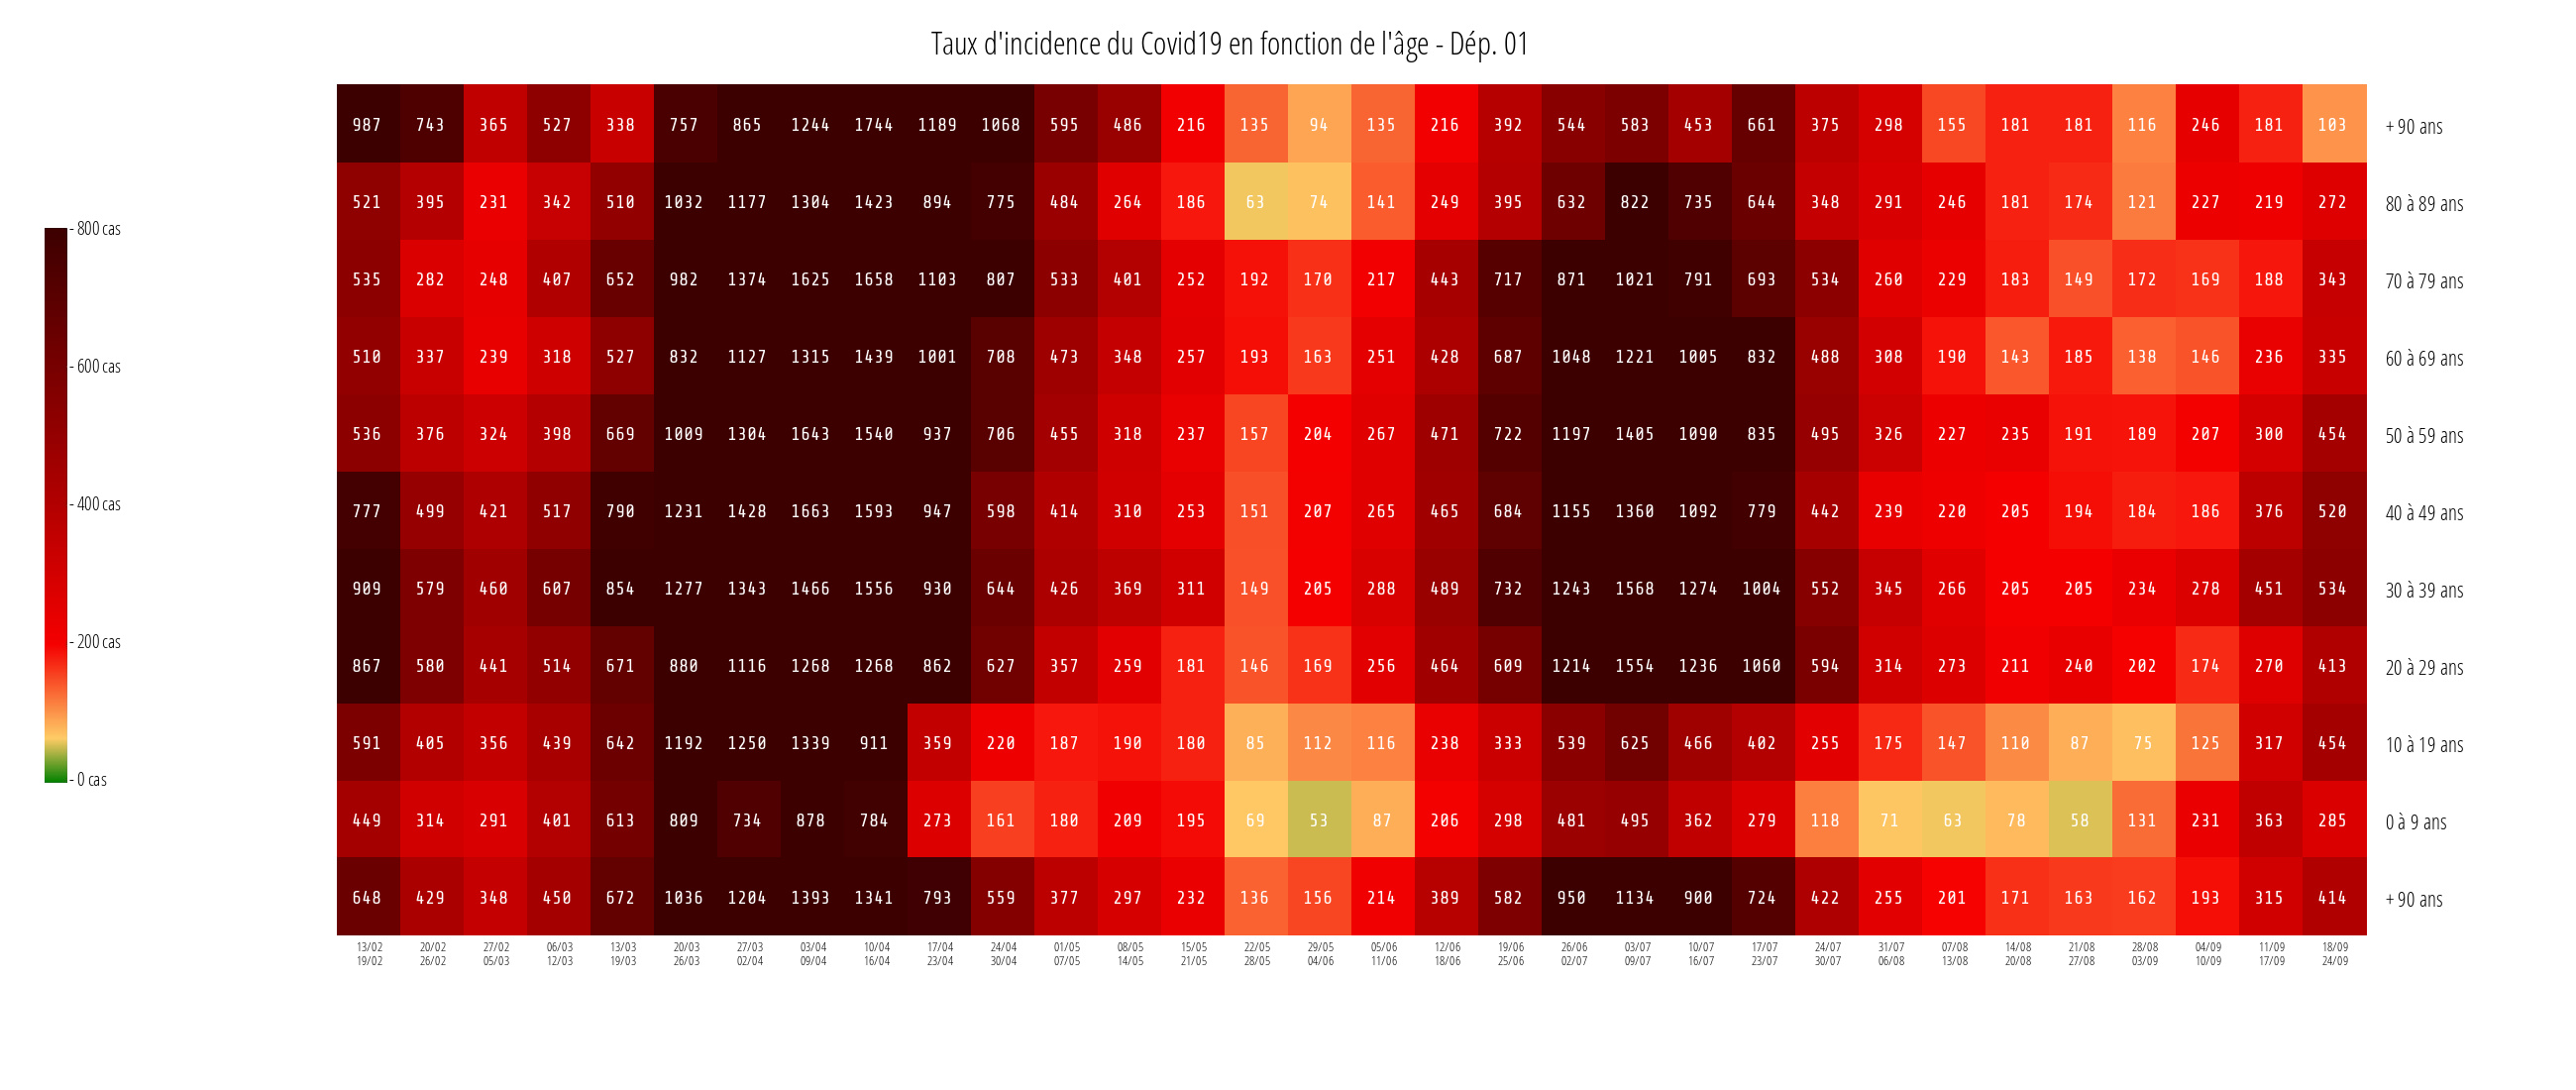 Taux d'incidence du Covid19 en fonction de l'âge - Dép. 01
987 743 365 527 338 757 865 1244 1744 1189 1068 595 486 216 135 94 135 216 392 544 583 453 661 375 298 155 181 181 116 246 181 103 + 90 ans
521 395 231 342 510 1032 1177 1304 1423 894 775 484 264 186 63 74 141 249 395 632 822 735 644 348 291 246 181 174 121 227 219 272 80 à 89 ans
- 800 cas
535 282 248 407 652 982 1374 1625 1658 1103 807 533 401 252 192 170 217 443 717 871 1021 791 693 534 260 229 183 149 172 169 188 343 70 à 79 ans
510 337 239 318 527 832 1127 1315 1439 1001 708 473 348 257 193 163 251 428 687 1048 1221 1005 832 488 308 190 143 185 138 146 236 335 60 à 69 ans
- 600 cas
536 376 324 398 669 1009 1304 1643 1540 937 706 455 318 237 157 204 267 471 722 1197 1405 1090 835 495 326 227 235 191 189 207 300 454 50 à 59 ans
- 400 cas
777 499 421 517 790 1231 1428 1663 1593 947 598 414 310 253 151 207 265 465 684 1155 1360 1092 779 442 239 220 205 194 184 186 376 520 40 à 49 ans
909 579 460 607 854 1277 1343 1466 1556 930 644 426 369 311 149 205 288 489 732 1243 1568 1274 1004 552 345 266 205 205 234 278 451 534 30 à 39 ans
- 200 cas
867 580 441 514 671 880 1116 1268 1268 862 627 357 259 181 146 169 256 464 609 1214 1554 1236 1060 594 314 273 211 240 202 174 270 413 20 à 29 ans
591 405 356 439 642 1192 1250 1339 911 359 220 187 190 180 85 112 116 238 333 539 625 466 402 255 175 147 110 87 75 125 317 454 10 à 19 ans
- 0 cas
449 314 291 401 613 809 734 878 784 273 161 180 209 195 69 53 87 206 298 481 495 362 279 118 71 63 78 58 131 231 363 285 0 à 9 ans
648 429 348 450 672 1036 1204 1393 1341 793 559 377 297 232 136 156 214 389 582 950 1134 900 724 422 255 201 171 163 162 193 315 414 + 90 ans
13/02 20/02 27/02 06/03 13/03 20/03 27/03 03/04 10/04 17/04 24/04 01/05 08/05 15/05 22/05 29/05 05/06 12/06 19/06 26/06 03/07 10/07 17/07 24/07 31/07 07/08 14/08 21/08 28/08 04/09 11/09 18/09
19/02 26/02 05/03 12/03 19/03 26/03 02/04 09/04 16/04 23/04 30/04 07/05 14/05 21/05 28/05 04/06 11/06 18/06 25/06 02/07 09/07 16/07 23/07 30/07 06/08 13/08 20/08 27/08 03/09 10/09 17/09 24/09